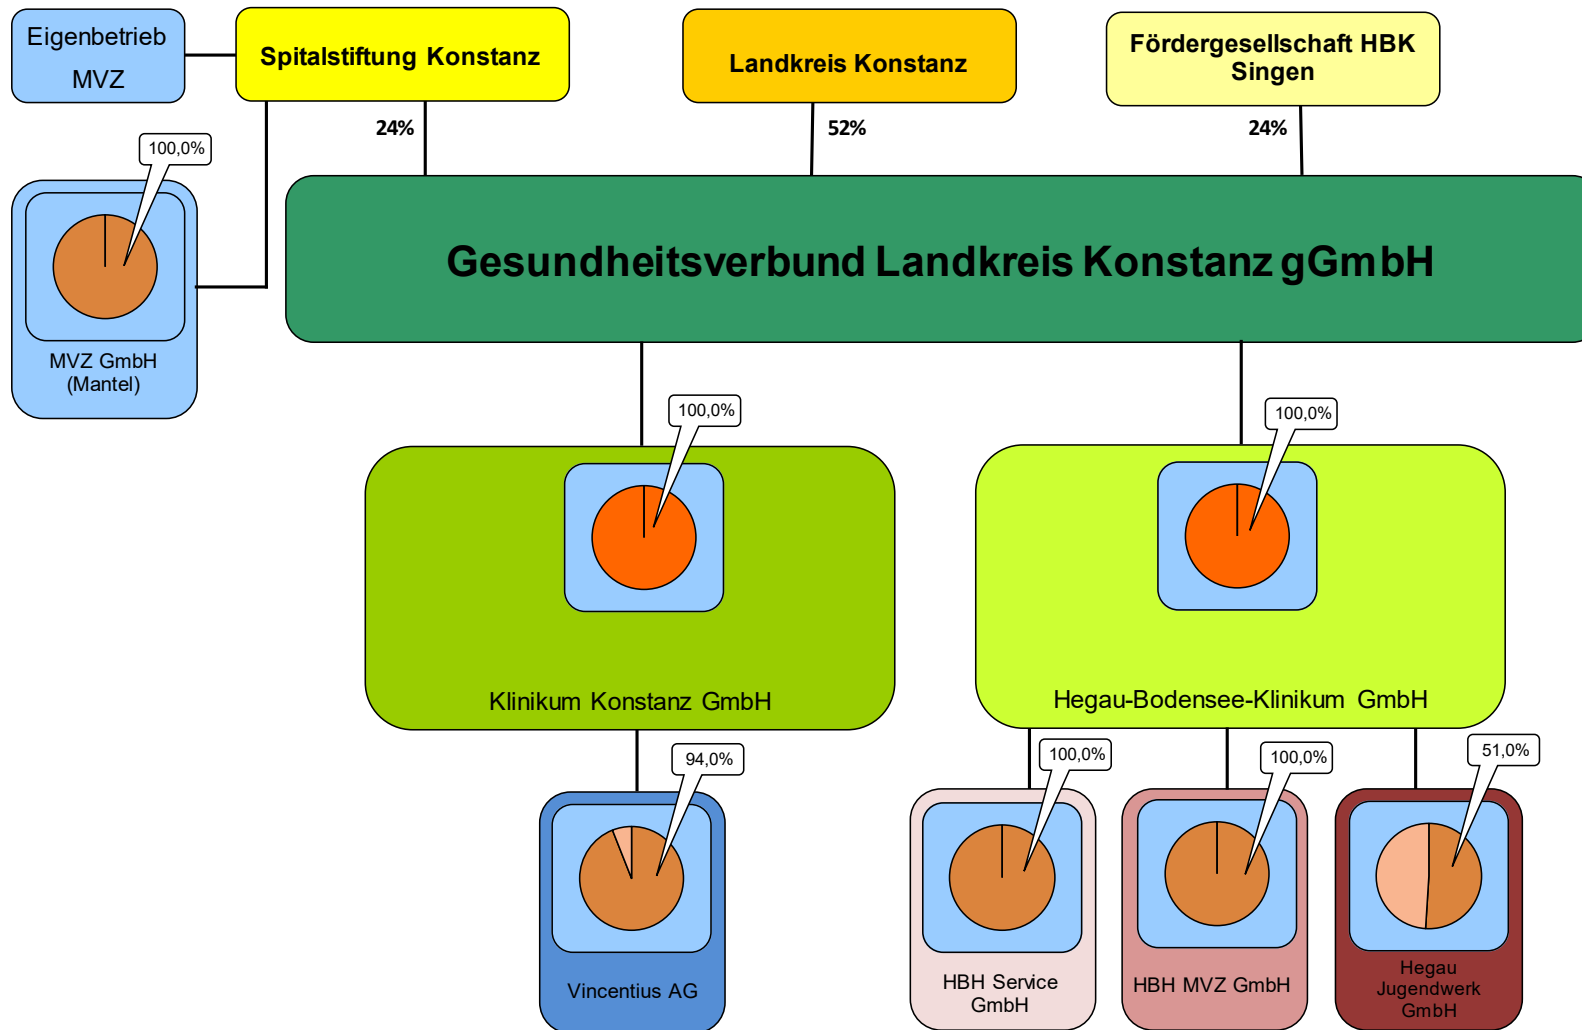 Eigenbetrieb
MVZ
Spitalstiftung Konstanz
Landkreis Konstanz
Fördergesellschaft HBK
Singen
24%
52%
24%
100,0%
MVZ GmbH
(Mantel)
Gesundheitsverbund Landkreis Konstanz gGmbH
100,0%
100,0%
Klinikum Konstanz GmbH
Hegau-Bodensee-Klinikum GmbH
94,0%
100,0%
100,0%
51,0%
Vincentius AG
HBH Service
GmbH
HBH MVZ GmbH
Hegau
Jugendwerk
GmbH